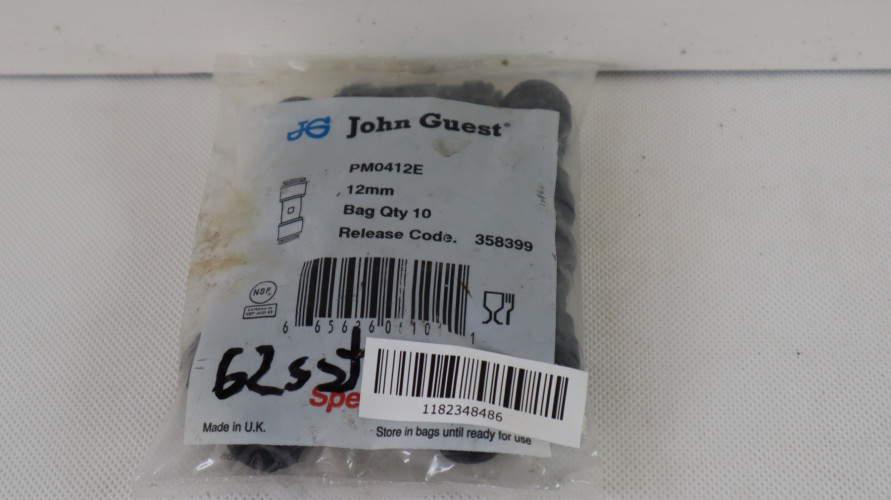 JG John Guest®
PM0412E
12mm
Bag Qty 10
Release Code. 358399
NSF
1182348486
Spe
Made in U.K.
Store in bags until ready for use